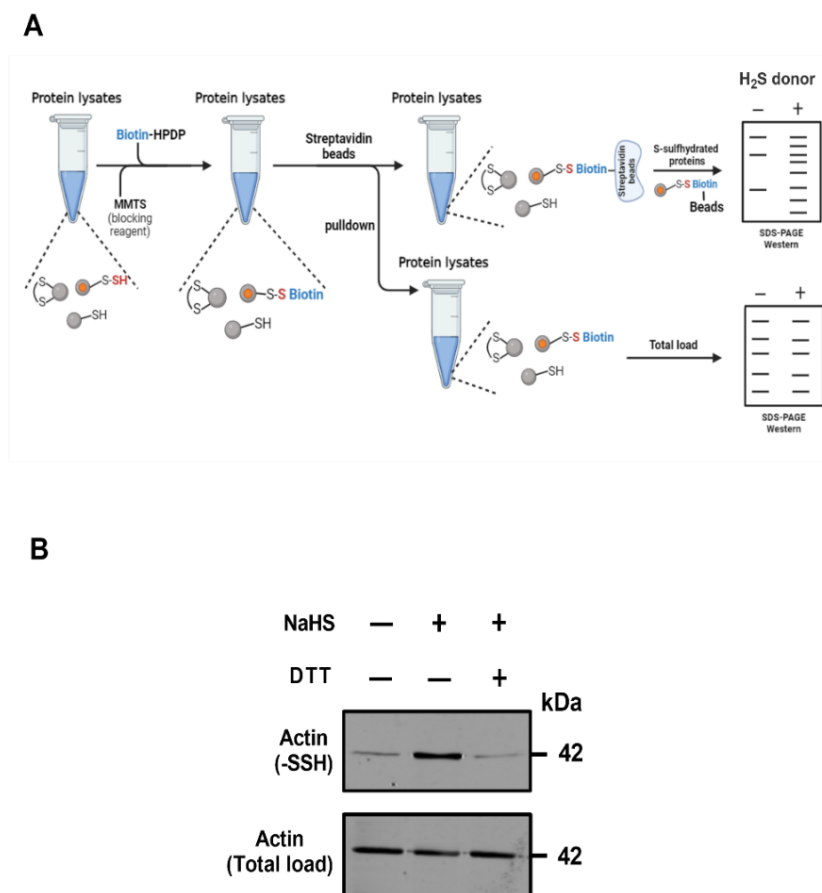 A
H2S donor
Protein lysates
Protein lysates
Protein lysates
− +
Biotin-HPDP
Streptavidin
beads
MMTS
(blocking
reagent)
pulldown
S
S
S-SH
SH
S
S
S-S Biotin
SH
S
S
S-S Biotin
SH
Streptavidin
beads
S-sulfhydrated
proteins
S-S Biotin
Beads
SDS-PAGE
Western
Protein lysates
S
S
S-S Biotin
SH
Total load
− +
SDS-PAGE
Western
B
NaHS − + +
DTT − − +
kDa
Actin
(-SSH)
42
Actin
(Total load)
42